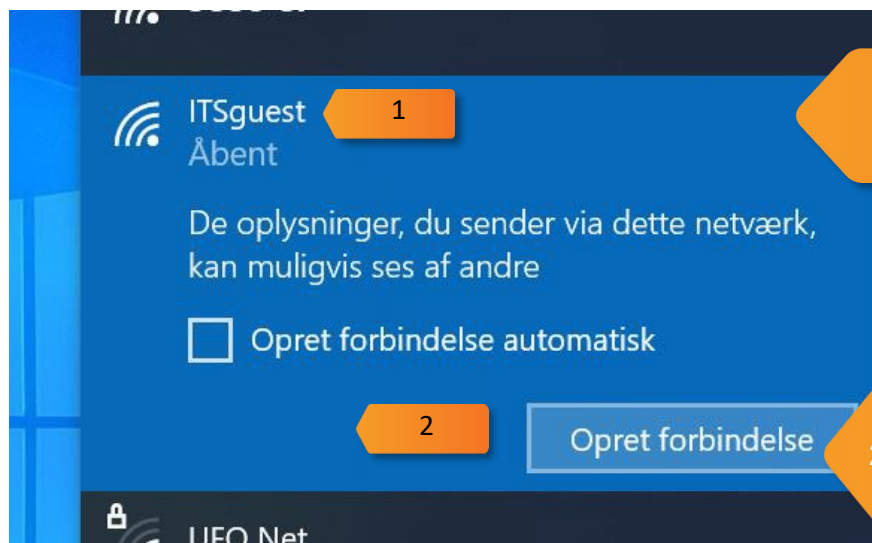 ITSguest
1
Åbent
De oplysninger, du sender via dette netværk,
kan muligvis ses af andre
Opret forbindelse automatisk
2
Opret forbindelse
UFO Net